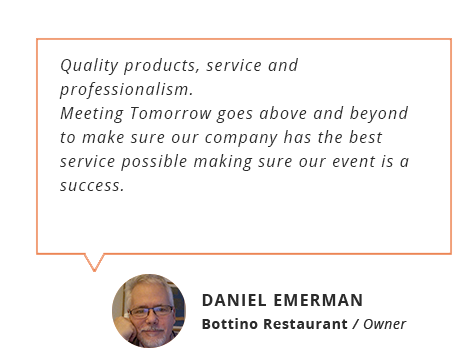 Quality products, service and
professionalism.
Meeting Tomorrow goes above and beyond
to make sure our company has the best
service possible making sure our event is a
success.
DANIEL EMERMAN
Bottino Restaurant / Owner